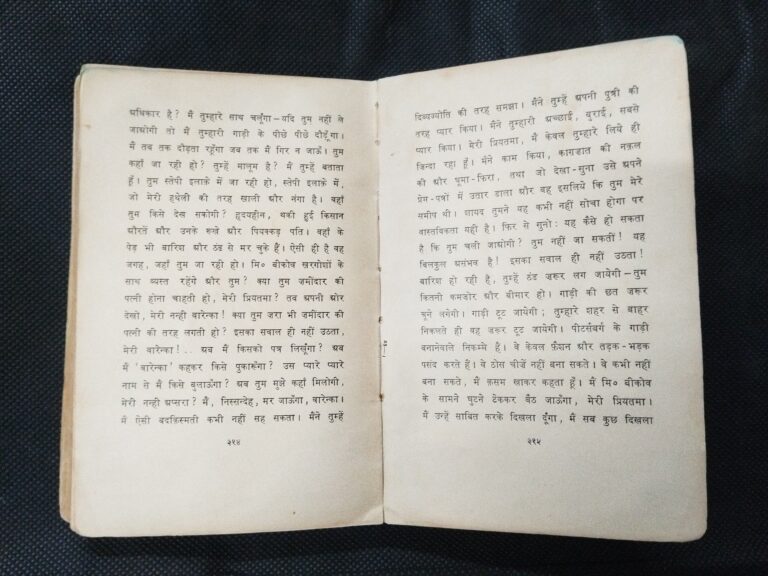 अधिकार है? मैं तुम्हारे साथ चलूँगा – यदि तुम नहीं ले
जाओगी तो मैं तुम्हारी गाड़ी के पीछे पीछे दौड़ूँगा।
मैं तब तक दौड़ता रहूँगा जब तक मैं गिर न जाऊँ। तुम
कहाँ जा रही हो? तुम्हें मालूम है? मैं तुम्हें बताता
हूँ। तुम स्तेपी इलाक़े में जा रही हो, स्तेपी इलाक़े में,
जो मेरी हथेली की तरह खाली और नंगा है। वहाँ
तुम किसे देख सकोगी? हृदयहीन, थकी हुई किसान
औरतें और उनके रूखे और पियक्कड़ पति। वहाँ के
पेड़ भी बारिश और ठंड से मर चुके हैं। ऐसी ही है वह
जगह, जहाँ तुम जा रही हो। मि० बीकोव खरगोशों के
साथ व्यस्त रहेंगे और तुम? क्या तुम जमींदार की
पत्नी होना चाहती हो, मेरी प्रियतमा? तब अपनी ओर
देखो, मेरी नन्ही वारेन्का! क्या तुम जरा भी जमींदार की
पत्नी की तरह लगती हो? इसका सवाल ही नहीं उठता,
मेरी वारेन्का! .. अब मैं किसको पत्र लिखूँगा? अब
मैं 'वारेन्का' कहकर किसे पुकारूँगा? उस प्यारे प्यारे
नाम से मैं किसे बुलाऊँगा? अब तुम मुझे कहाँ मिलोगी,
मेरी नन्ही अप्सरा? मैं, निस्सन्देह, मर जाऊँगा, वारेन्का।
मैं ऐसी बदक़िस्मती कभी नहीं सह सकता। मैंने तुम्हें
३१४
दिव्यज्योति की तरह समझा। मैंने तुम्हें अपनी पुत्री की
तरह प्यार किया। मैंने तुम्हारी अच्छाई, बुराई, सबसे
प्यार किया। मेरी प्रियतमा, मैं केवल तुम्हारे लिये ही
ज़िन्दा रहा हूँ। मैंने काम किया, काग़ज़ात की नक़ल
की और घूमा-फिरा, तथा जो देखा-सुना उसे अपने
प्रेम-पत्रों में उतार डाला और वह इसलिये कि तुम मेरे
समीप थी। शायद तुमने यह कभी नहीं सोचा होगा पर
वास्तविकता यही है। फिर से सुनो: यह कैसे हो सकता
है कि तुम चली जाओगी? तुम नहीं जा सकतीं! यह
बिलकुल असंभव है! इसका सवाल ही नहीं उठता!
बारिश हो रही है, तुम्हें ठंड ज़रूर लग जायेगी – तुम
कितनी कमज़ोर और बीमार हो। गाड़ी की छत ज़रूर
चूने लगेगी। गाड़ी टूट जायेगी; तुम्हारे शहर से बाहर
निकलते ही वह ज़रूर टूट जायेगी। पीटर्सबर्ग के गाड़ी
बनानेवाले निकम्मे हैं। वे केवल फ़ैशन और तड़क-भड़क
पसंद करते हैं। वे ठोस चीज़ें नहीं बना सकते। वे कभी नहीं
बना सकते, मैं क़सम खाकर कहता हूँ। मैं मि० बीकोव
के सामने घुटने टेंककर बैठ जाऊँगा, मेरी प्रियतमा।
मैं उन्हें साबित करके दिखला दूँगा, मैं सब कुछ दिखला
३१५